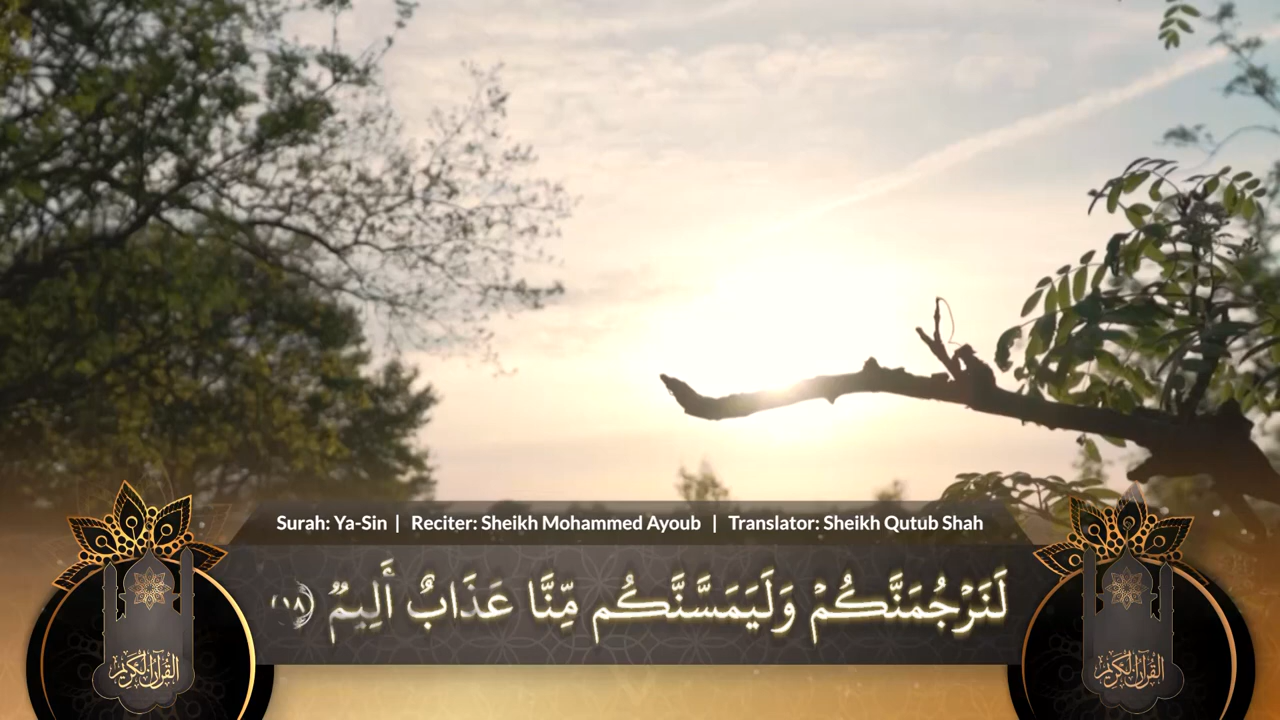 Surah: Ya-Sin | Reciter: Sheikh Mohammed Ayoub | Translator: Sheikh Qutub Shah
لَنَرْجُمَنَّكُمْ وَلَيَمَسَّنَّكُم مِّنَّا عَذَابٌ أَلِيمٌ ﴿١٨﴾
القرآن الكريم
القرآن الكريم